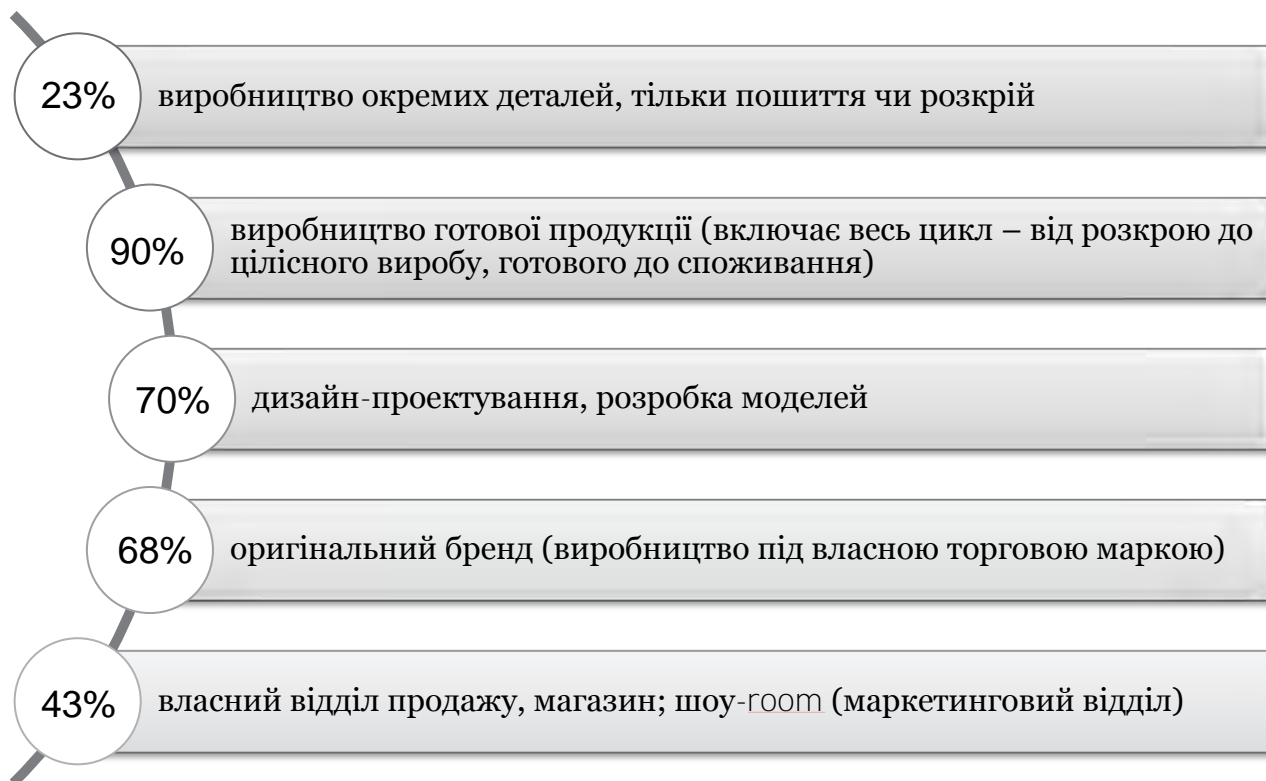 23%
виробництво окремих деталей, тільки пошиття чи розкрій
90%
виробництво готової продукції (включає весь цикл – від розкрою до
цілісного виробу, готового до споживання)
70%
дизайн-проектування, розробка моделей
68%
оригінальний бренд (виробництво під власною торговою маркою)
43%
власний відділ продажу, магазин; шоу-room (маркетинговий відділ)